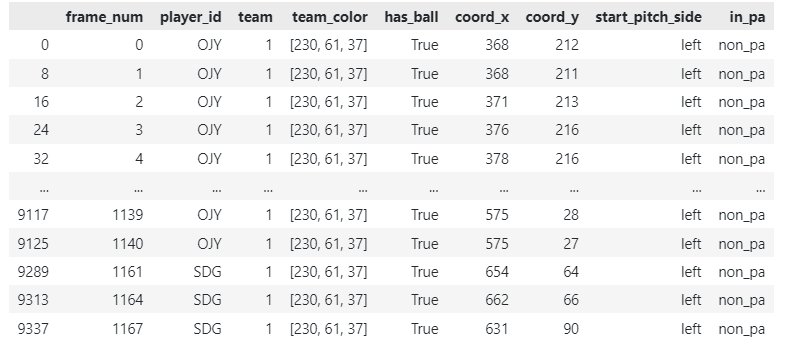 frame_num player_id team team_color has_ball coord_x coord_y start_pitch_side in_pa
0 0 OJY 1 [230, 61, 37] True 368 212 left non_pa
8 1 OJY 1 [230, 61, 37] True 368 211 left non_pa
16 2 OJY 1 [230, 61, 37] True 371 213 left non_pa
24 3 OJY 1 [230, 61, 37] True 376 216 left non_pa
32 4 OJY 1 [230, 61, 37] True 378 216 left non_pa
... ... ... ... ... ... ... ... ... ...
9117 1139 OJY 1 [230, 61, 37] True 575 28 left non_pa
9125 1140 OJY 1 [230, 61, 37] True 575 27 left non_pa
9289 1161 SDG 1 [230, 61, 37] True 654 64 left non_pa
9313 1164 SDG 1 [230, 61, 37] True 662 66 left non_pa
9337 1167 SDG 1 [230, 61, 37] True 631 90 left non_pa